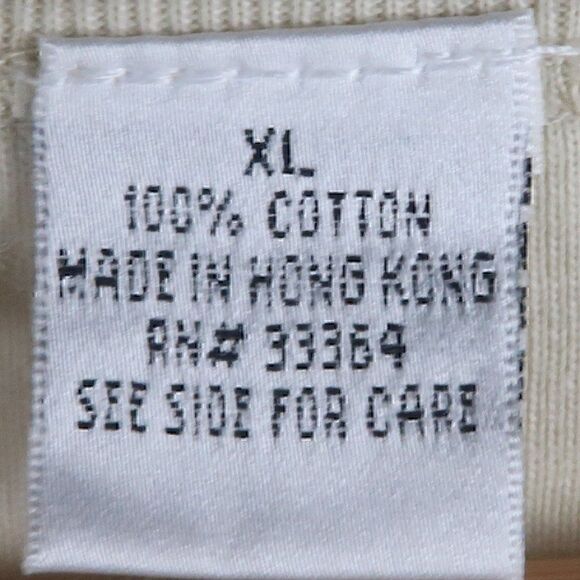 XL
100% COTTON
MADE IN HONG KONG
RN# 33364
SEE SIDE FOR CARE